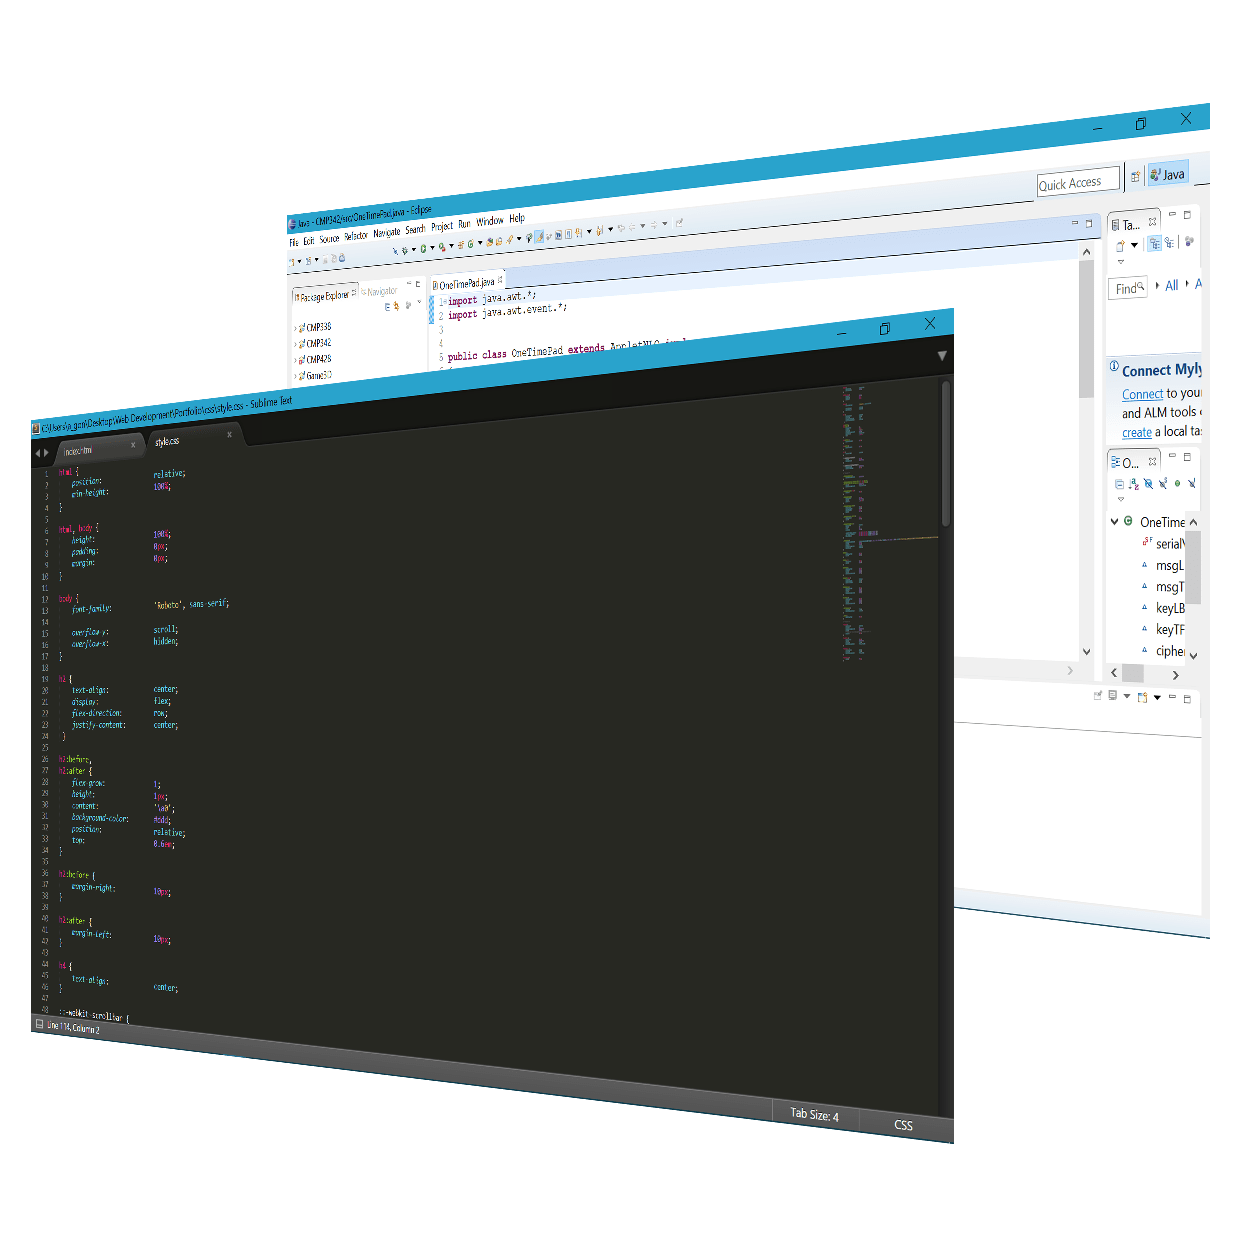 Java - CMP342/src/OneTimePad.java - Eclipse
File Edit Source Refactor Navigate Search Project Run Window Help
Quick Access
Java
Package Explorer
Navigator
CMP338
CMP342
CMP428
Game3D
OneTimePad.java
1 import java.awt.*;
2 import java.awt.event.*;
3
4
5 public class OneTimePad extends
Ta...
Find
All
Connect Myly
Connect to your
and ALM tools
create a local ta
O...
OneTime
serialV
msgL
msgT
keyLB
keyTF
cipher
C:\Users\p_gon\Desktop\Web Development\Portfolio\css\style.css - Sublime Text
index.html
style.css
1 html {
2 position: relative;
3 min-height: 100%;
4 }
5
6 html, body {
7 height: 100%;
8 padding: 0px;
9 margin: 0px;
10 }
11
12 body {
13 font-family: 'Roboto', sans-serif;
14
15 overflow-y: scroll;
16 overflow-x: hidden;
17 }
18
19 h2 {
20 text-align: center;
21 display: flex;
22 flex-direction: row;
23 justify-content: center;
24 }
25
26 h2:before,
27 h2:after {
28 flex-grow: 1;
29 height: 1px;
30 content: '\a0';
31 background-color: #ddd;
32 position: relative;
33 top: 0.6em;
34 }
35
36 h2:before {
37 margin-right: 10px;
38 }
39
40 h2:after {
41 margin-left: 10px;
42 }
43
44 h4 {
45 text-align: center;
46 }
47
48 ::-webkit-scrollbar {
Line 114, Column 2
Tab Size: 4
CSS